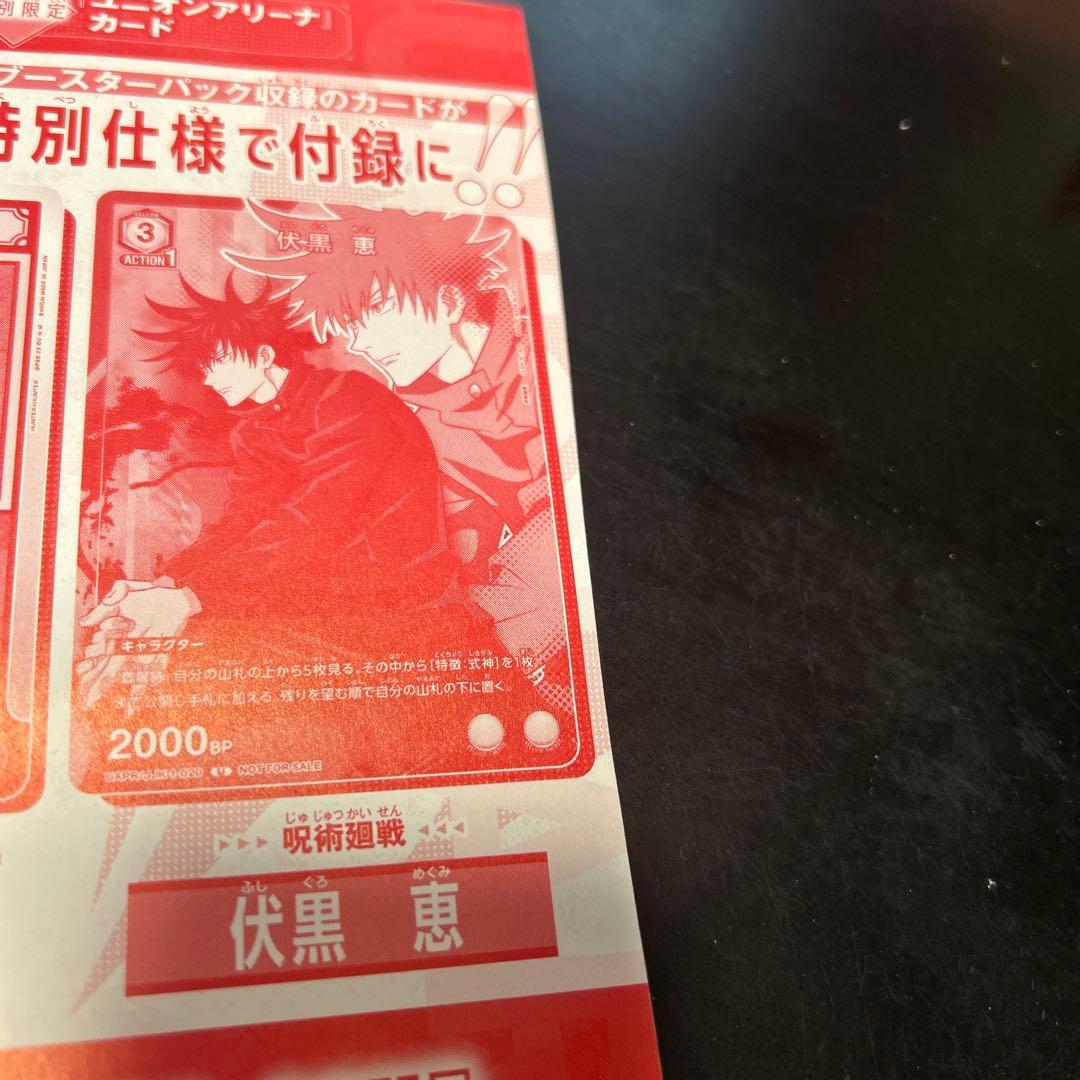 別限定
『ユニオンアリーナ』
カード
ブースターパック収録のカードが
特別仕様で付録に!!
3
ACTION 1
伏黒 恵
キャラクター
登場時 自分の山札の上から5枚見る。その中から[特徴:式神]を1枚
まで公開し手札に加える。残りを望む順で自分の山札の下に置く。
2000BP
UAPR/JJK-1-020 U NOT FOR SALE
呪術廻戦
じゅじゅつかいせん
伏黒 恵
ふしぐろ めぐみ